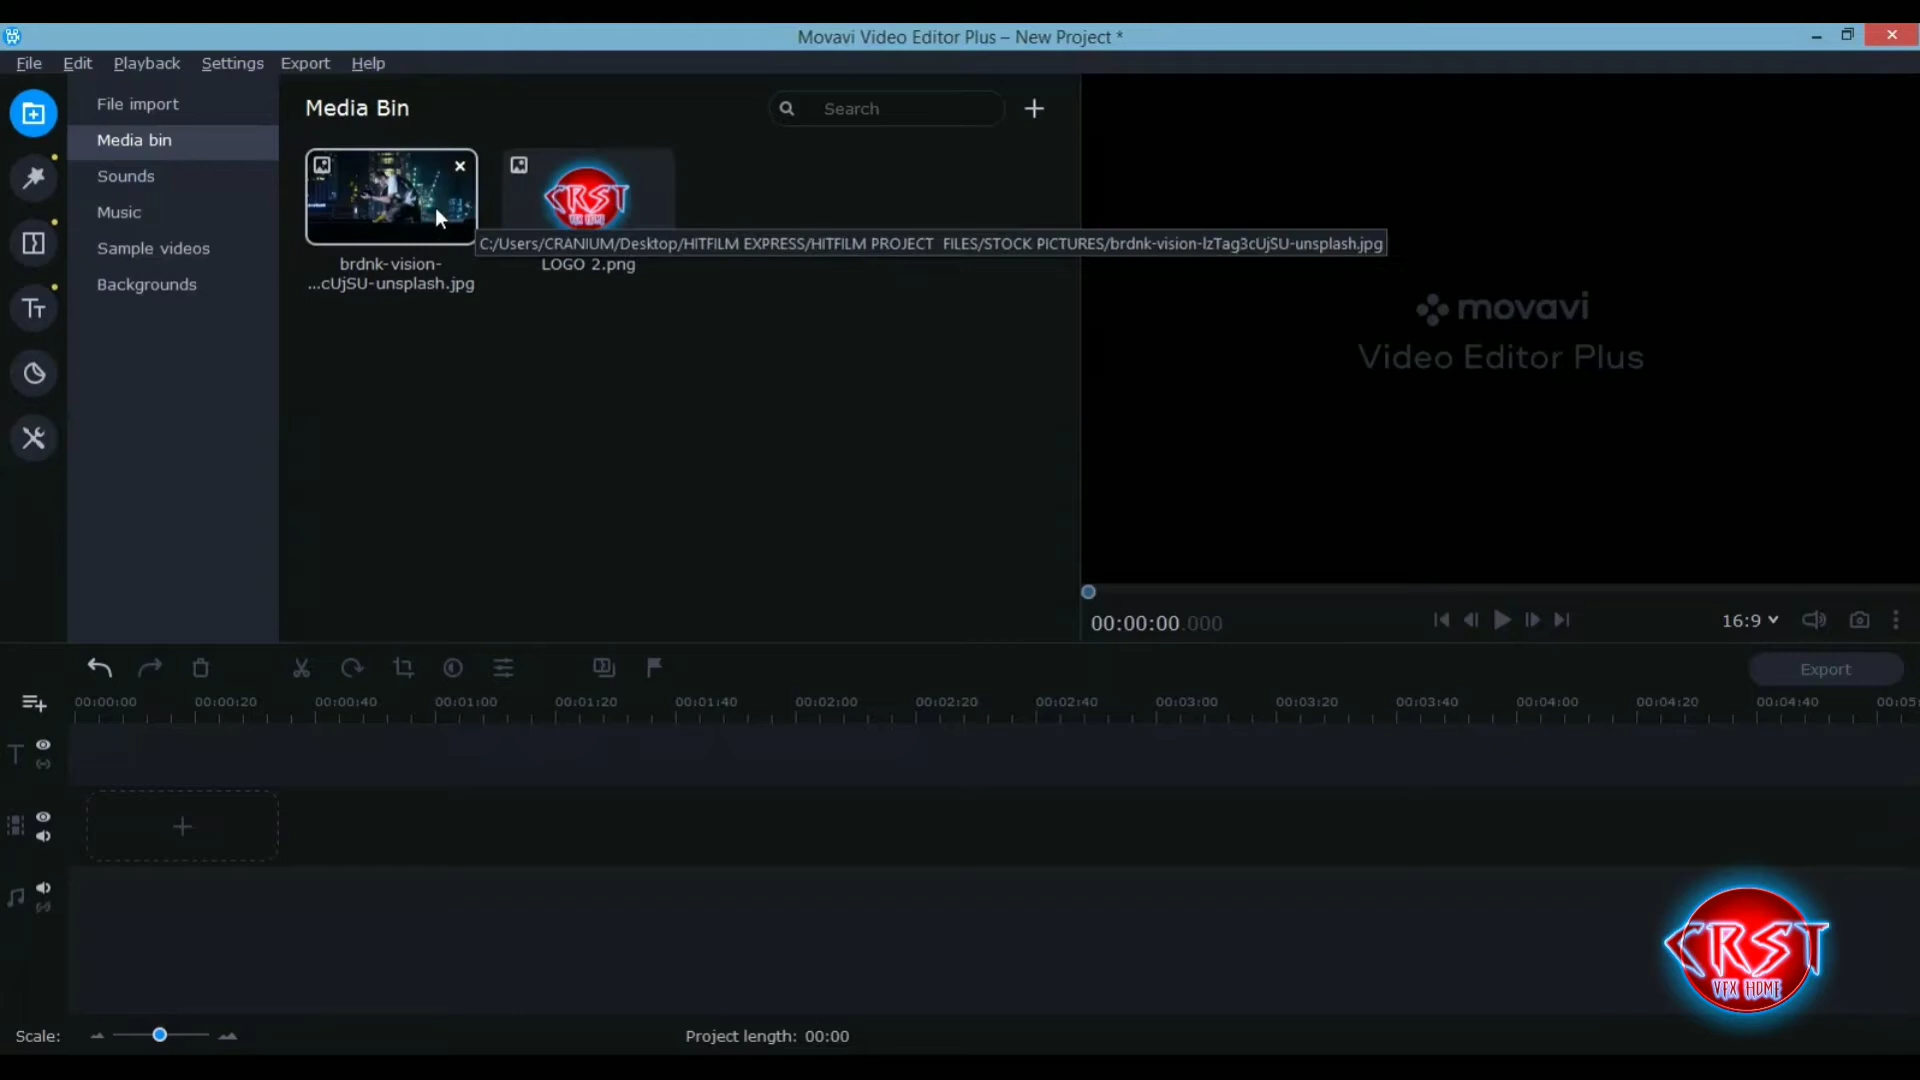 Movavi Video Editor Plus – New Project *
File Edit Playback Settings Export Help
File import
Media bin
Sounds
Music
Sample videos
Backgrounds
Media Bin
Search
CRST
VFX HOME
C:/Users/CRANIUM/Desktop/HITFILM EXPRESS/HITFILM PROJECT  FILES/STOCK PICTURES/brdnk-vision-lzTag3cUjSU-unsplash.jpg
brdnk-vision-
...cUjSU-unsplash.jpg
LOGO 2.png
movavi
Video Editor Plus
00:00:00.000
16:9
Export
00:00:00 00:00:20 00:00:40 00:01:00 00:01:20 00:01:40 00:02:00 00:02:20 00:02:40 00:03:00 00:03:20 00:03:40 00:04:00 00:04:20 00:04:40 00:05:
T
CRST
VFX HOME
Scale:
Project length: 00:00